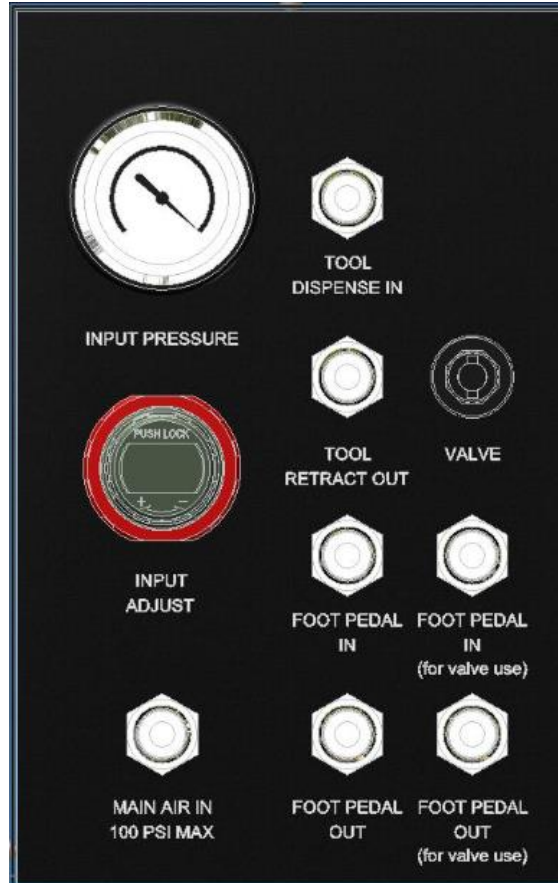 TOOL
DISPENSE IN
INPUT PRESSURE
PUSH LOCK
+ -
TOOL
RETRACT OUT
VALVE
INPUT
ADJUST
FOOT PEDAL
IN
FOOT PEDAL
IN
(for valve use)
MAIN AIR IN
100 PSI MAX
FOOT PEDAL
OUT
FOOT PEDAL
OUT
(for valve use)